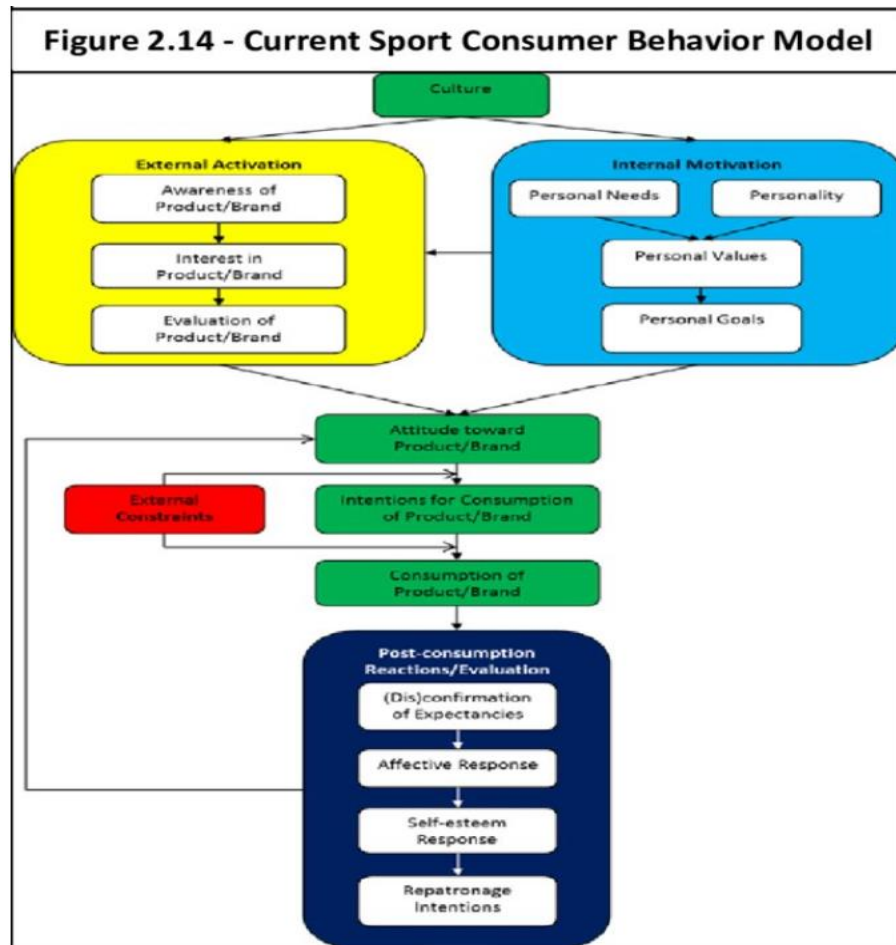 Figure 2.14 - Current Sport Consumer Behavior Model
Culture
External Activation
Awareness of
Product/Brand
Interest in
Product/Brand
Evaluation of
Product/Brand
Internal Motivation
Personal Needs
Personality
Personal Values
Personal Goals
Attitude toward
Product/Brand
External
Constraints
Intentions for Consumption
of Product/Brand
Consumption of
Product/Brand
Post-consumption
Reactions/Evaluation
(Dis)confirmation
of Expectancies
Affective Response
Self-esteem
Response
Repatronage
Intentions